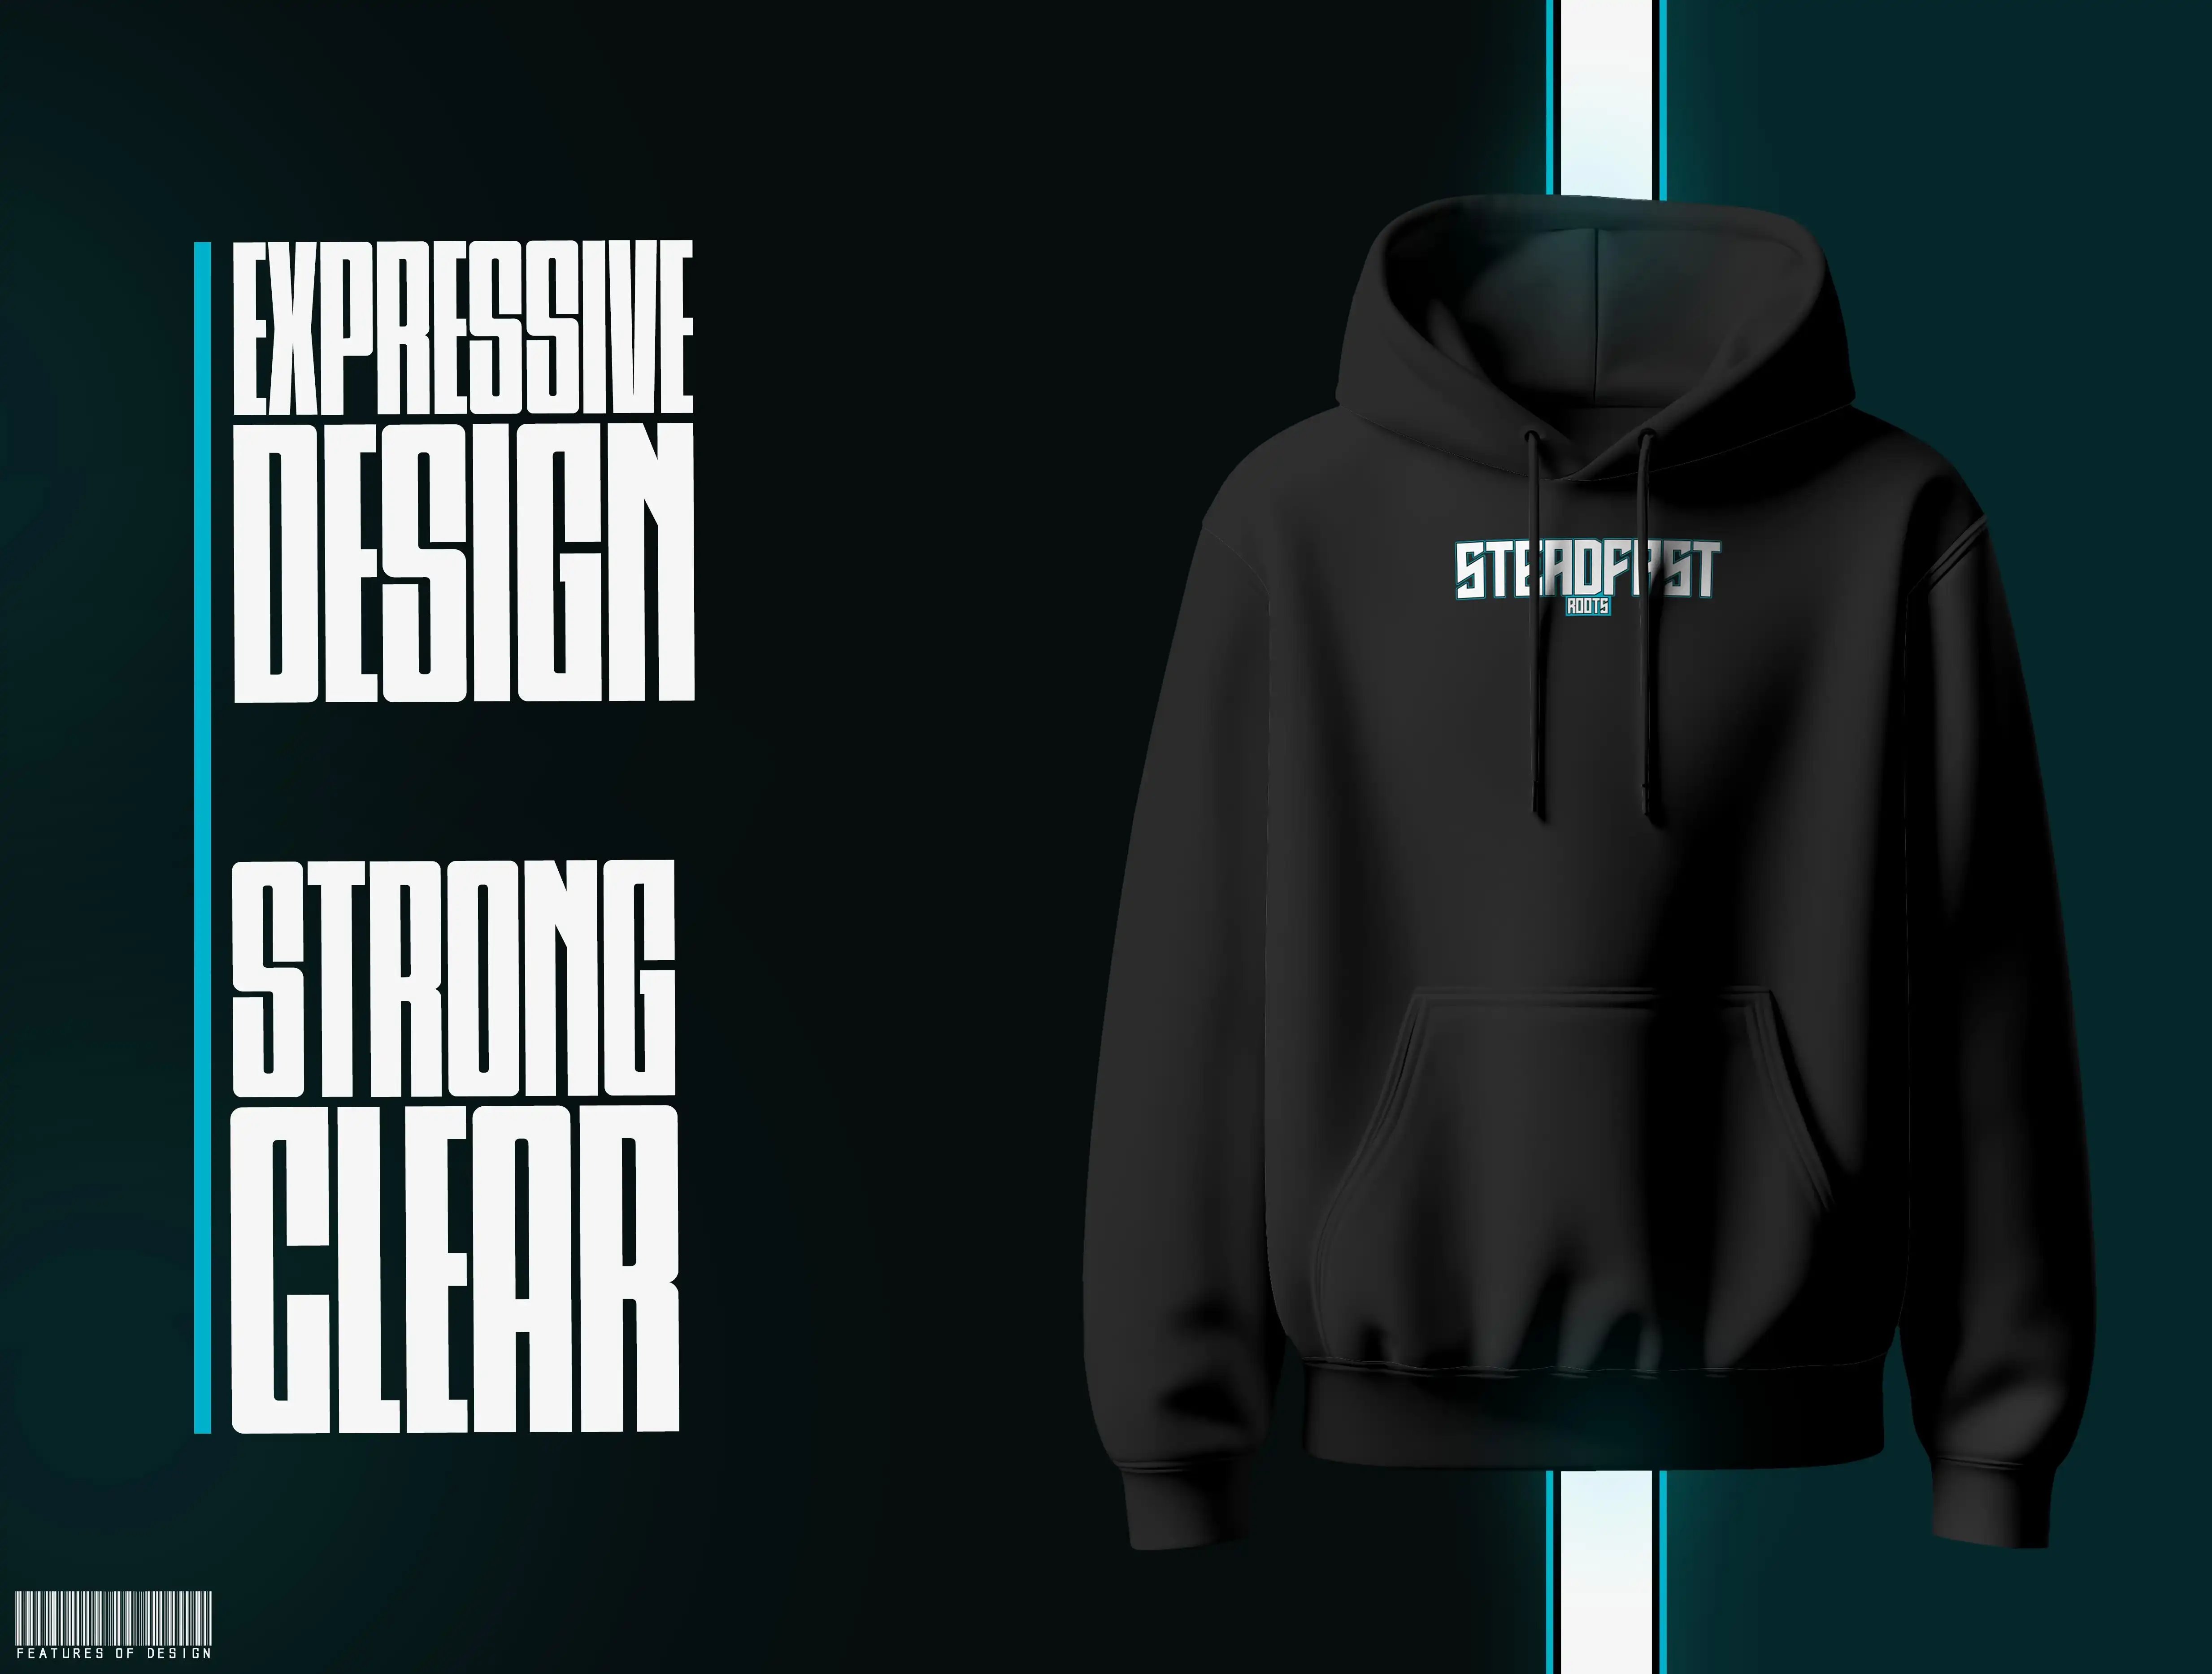 EXPRESSIVE
DESIGN
STRONG
CLEAR
STEADFAST
ROOTS
FEATURES OF DESIGN